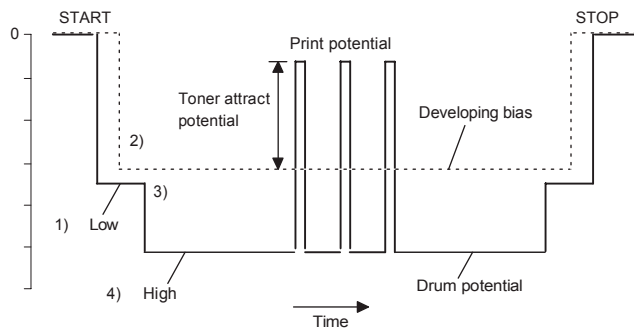 START
STOP
0
Print potential
Toner attract
potential
Developing bias
2)
3)
1) Low
4) High
Drum potential
Time